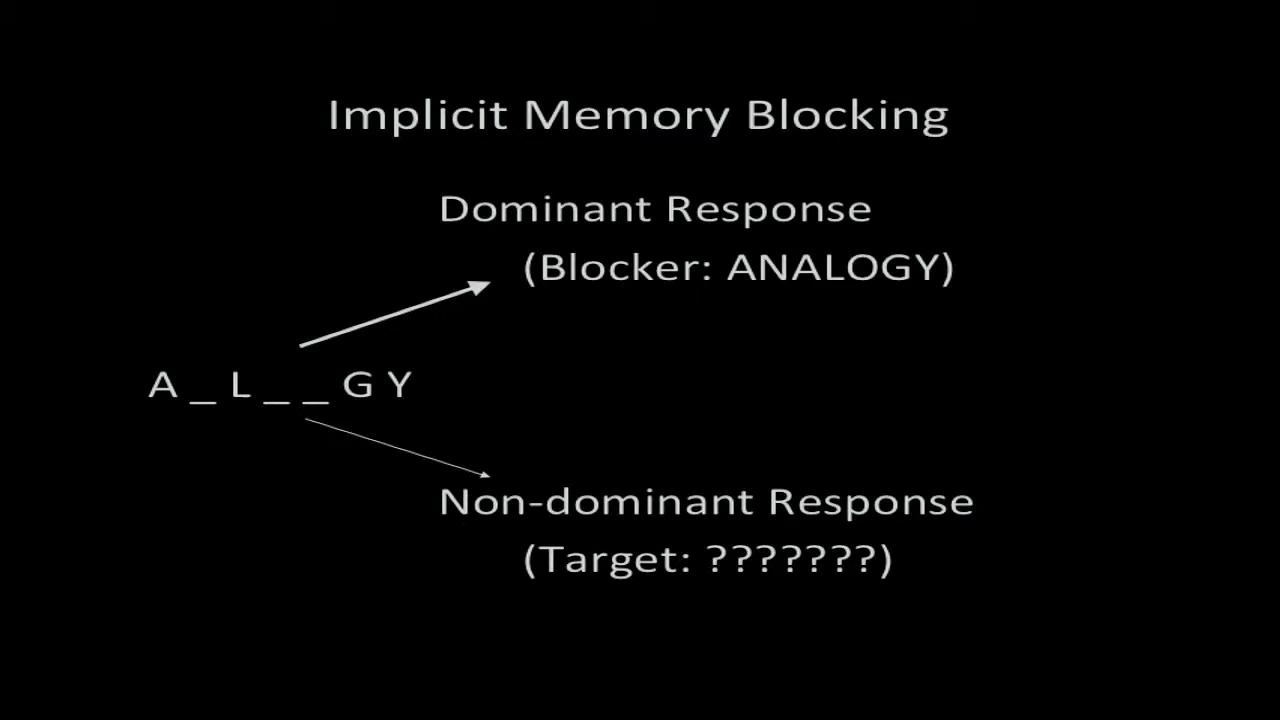 Implicit Memory Blocking
Dominant Response
(Blocker: ANALOGY)
A _ L _ _ G Y
Non-dominant Response
(Target: ???????)